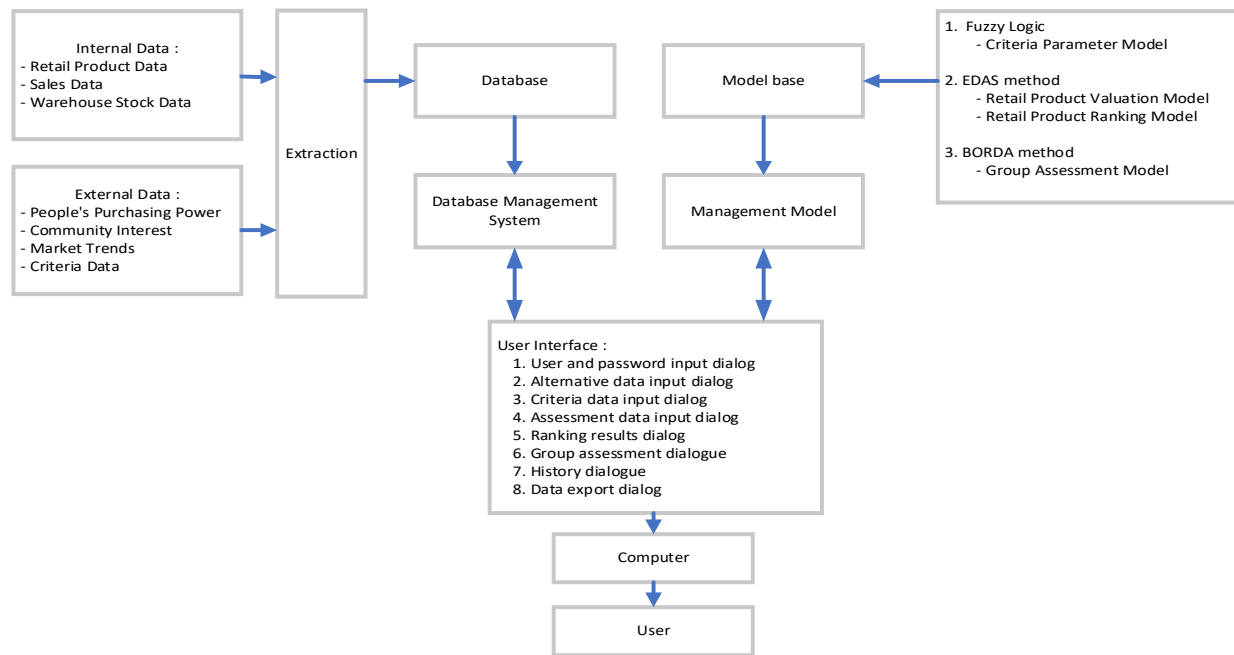 Internal Data :
- Retail Product Data
- Sales Data
- Warehouse Stock Data
External Data :
- People's Purchasing Power
- Community Interest
- Market Trends
- Criteria Data
Extraction
Database
Database Management
System
Model base
Management Model
1. Fuzzy Logic
- Criteria Parameter Model
2. EDAS method
- Retail Product Valuation Model
- Retail Product Ranking Model
3. BORDA method
- Group Assessment Model
User Interface :
1. User and password input dialog
2. Alternative data input dialog
3. Criteria data input dialog
4. Assessment data input dialog
5. Ranking results dialog
6. Group assessment dialogue
7. History dialogue
8. Data export dialog
Computer
User